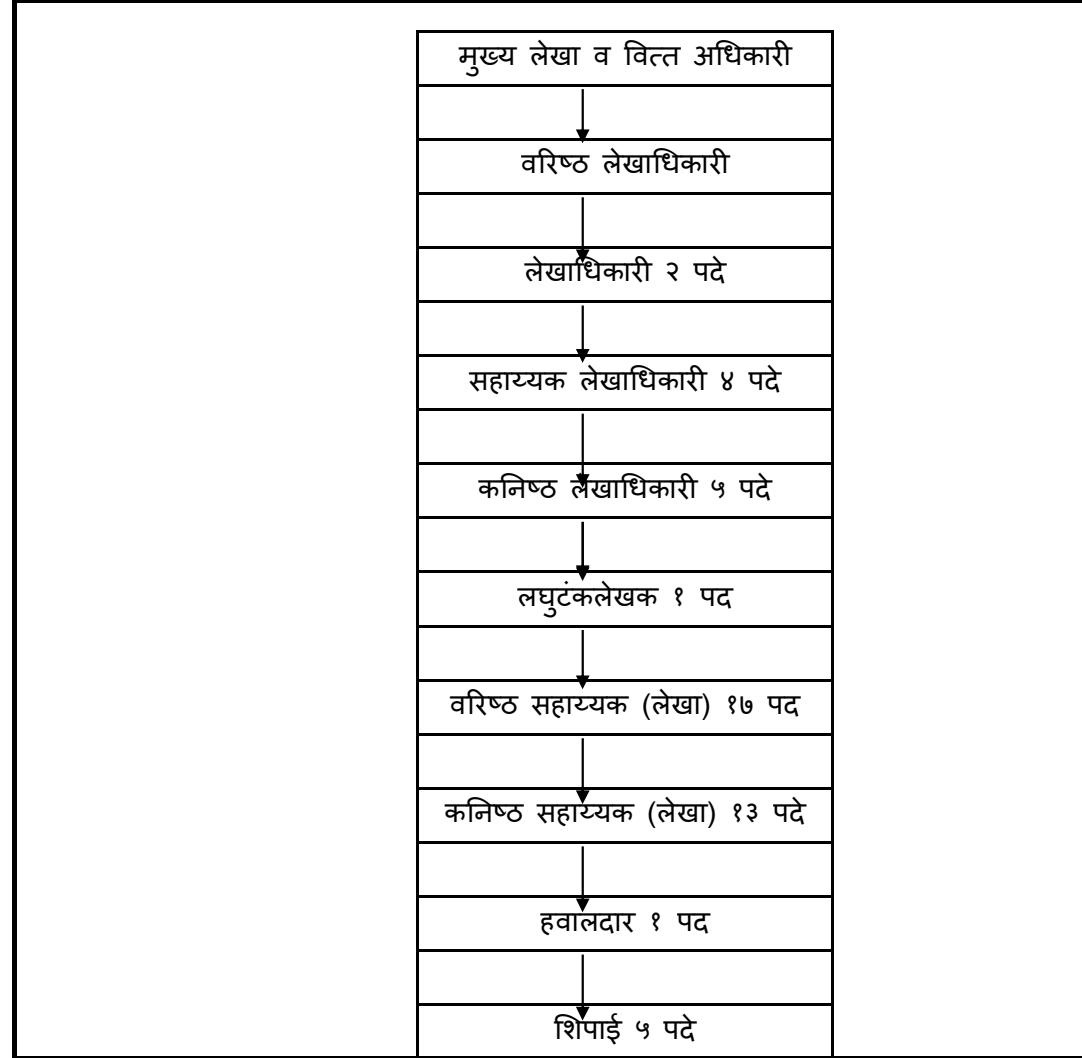 मुख्य लेखा व वित्त अधिकारी
वरिष्ठ लेखाधिकारी
लेखाधिकारी २ पदे
सहाय्यक लेखाधिकारी ४ पदे
कनिष्ठ लेखाधिकारी ५ पदे
लघुटंकलेखक १ पद
वरिष्ठ सहाय्यक (लेखा) १७ पद
कनिष्ठ सहाय्यक (लेखा) १३ पदे
हवालदार १ पद
शिपाई ५ पदे